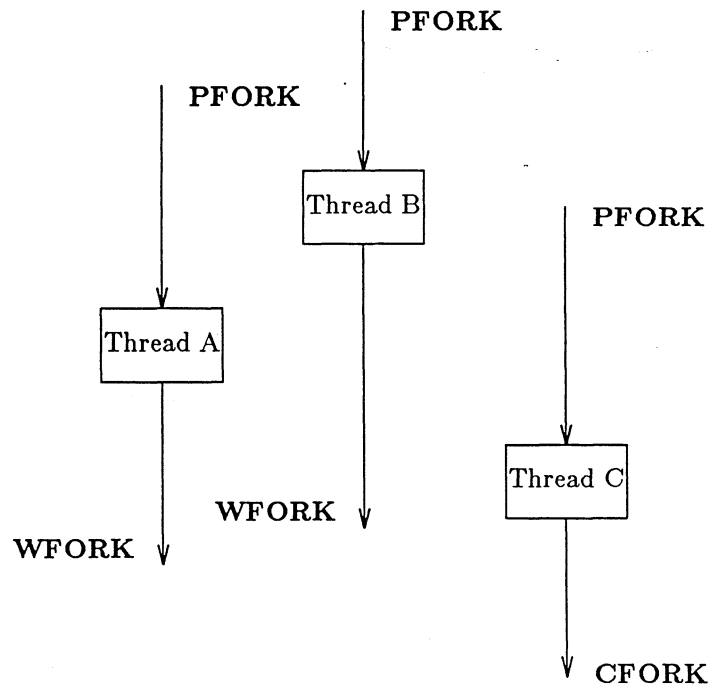 PFORK
PFORK
Thread B
PFORK
Thread A
Thread C
WFORK
WFORK
CFORK